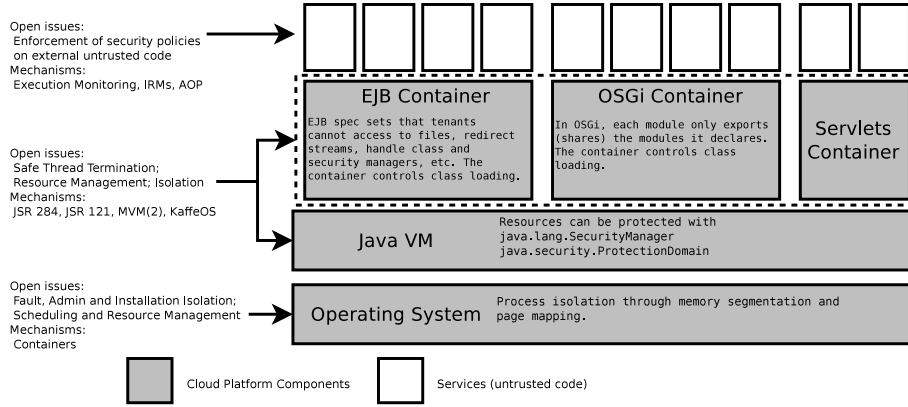 Open issues:
Enforcement of security policies
on external untrusted code
Mechanisms:
Execution Monitoring, IRMs, AOP
EJB Container
EJB spec sets that tenants
cannot access to files, redirect
streams, handle class and
security managers, etc. The
container controls class loading.
OSGi Container
In OSGi, each module only exports
(shares) the modules it declares.
The container controls class
loading.
Servlets
Container
Open issues:
Safe Thread Termination;
Resource Management; Isolation
Mechanisms:
JSR 284, JSR 121, MVM(2), KaffeOS
Java VM
Resources can be protected with
java.lang.SecurityManager
java.security.ProtectionDomain
Open issues:
Fault, Admin and Installation Isolation;
Scheduling and Resource Management
Mechanisms:
Containers
Operating System
Process isolation through memory segmentation and
page mapping.
Cloud Platform Components
Services (untrusted code)